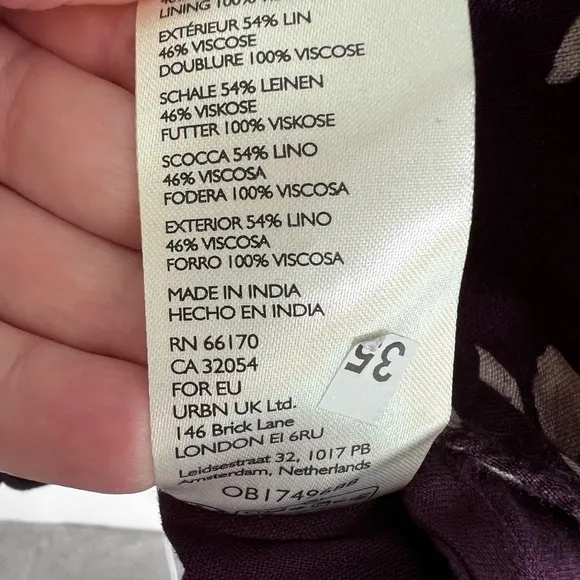 LINING 100%
EXTÉRIEUR 54% LIN
46% VISCOSE
DOUBLURE 100% VISCOSE
SCHALE 54% LEINEN
46% VISKOSE
FUTTER 100% VISKOSE
SCOCCA 54% LINO
46% VISCOSA
FODERA 100% VISCOSA
EXTERIOR 54% LINO
46% VISCOSA
FORRO 100% VISCOSA
MADE IN INDIA
HECHO EN INDIA
RN 66170
CA 32054
FOR EU
URBN UK Ltd.
146 Brick Lane
LONDON E1 6RU
Leidsestraat 32, 1017 PB
Amsterdam, Netherlands
35